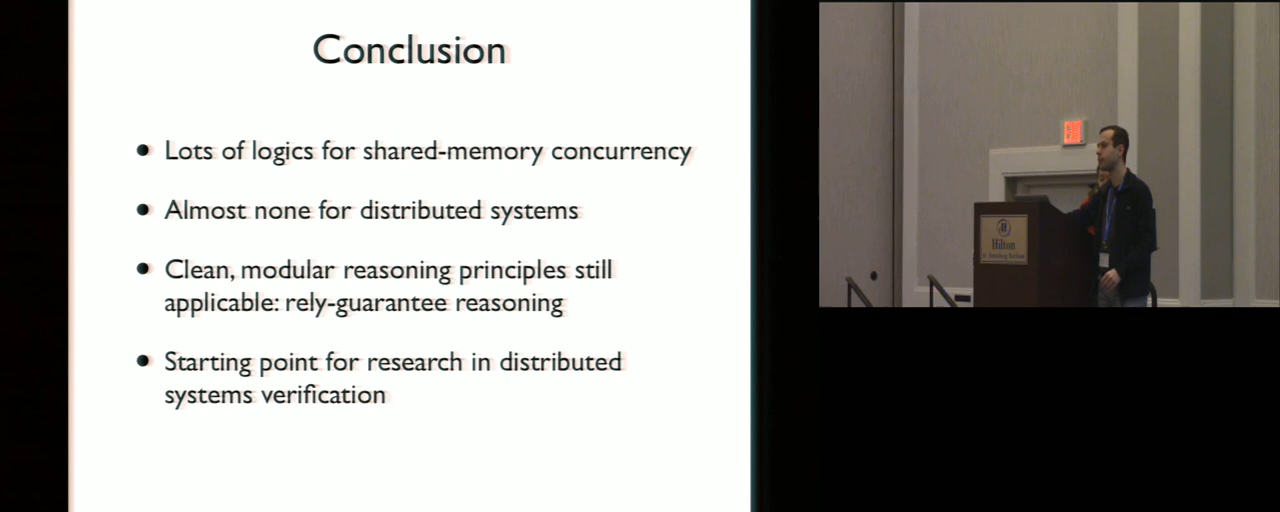 Conclusion
• Lots of logics for shared-memory concurrency
• Almost none for distributed systems
• Clean, modular reasoning principles still
applicable: rely-guarantee reasoning
• Starting point for research in distributed
systems verification
Hilton